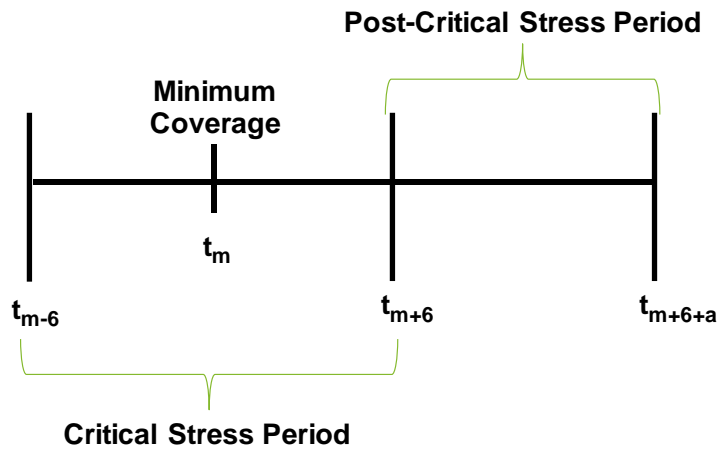 Post-Critical Stress Period
Minimum
Coverage
tm
tm-6
tm+6
tm+6+a
Critical Stress Period